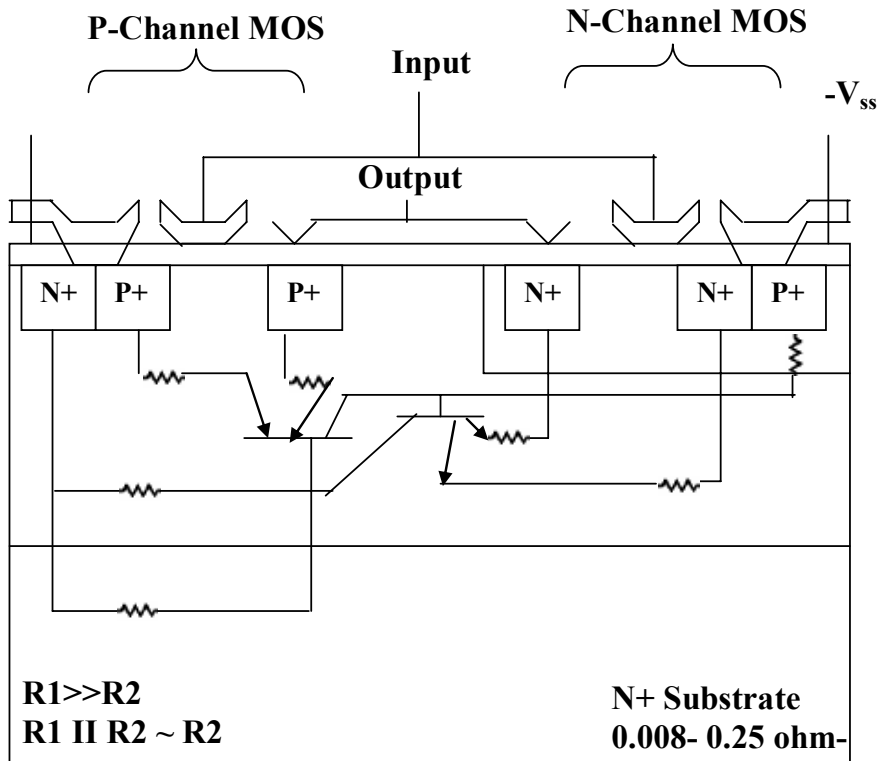 P-Channel MOS
N-Channel MOS
Input
-Vss
Output
N+ P+ P+ N+ N+ P+
R1>>R2
R1 II R2 ~ R2
N+ Substrate
0.008- 0.25 ohm-